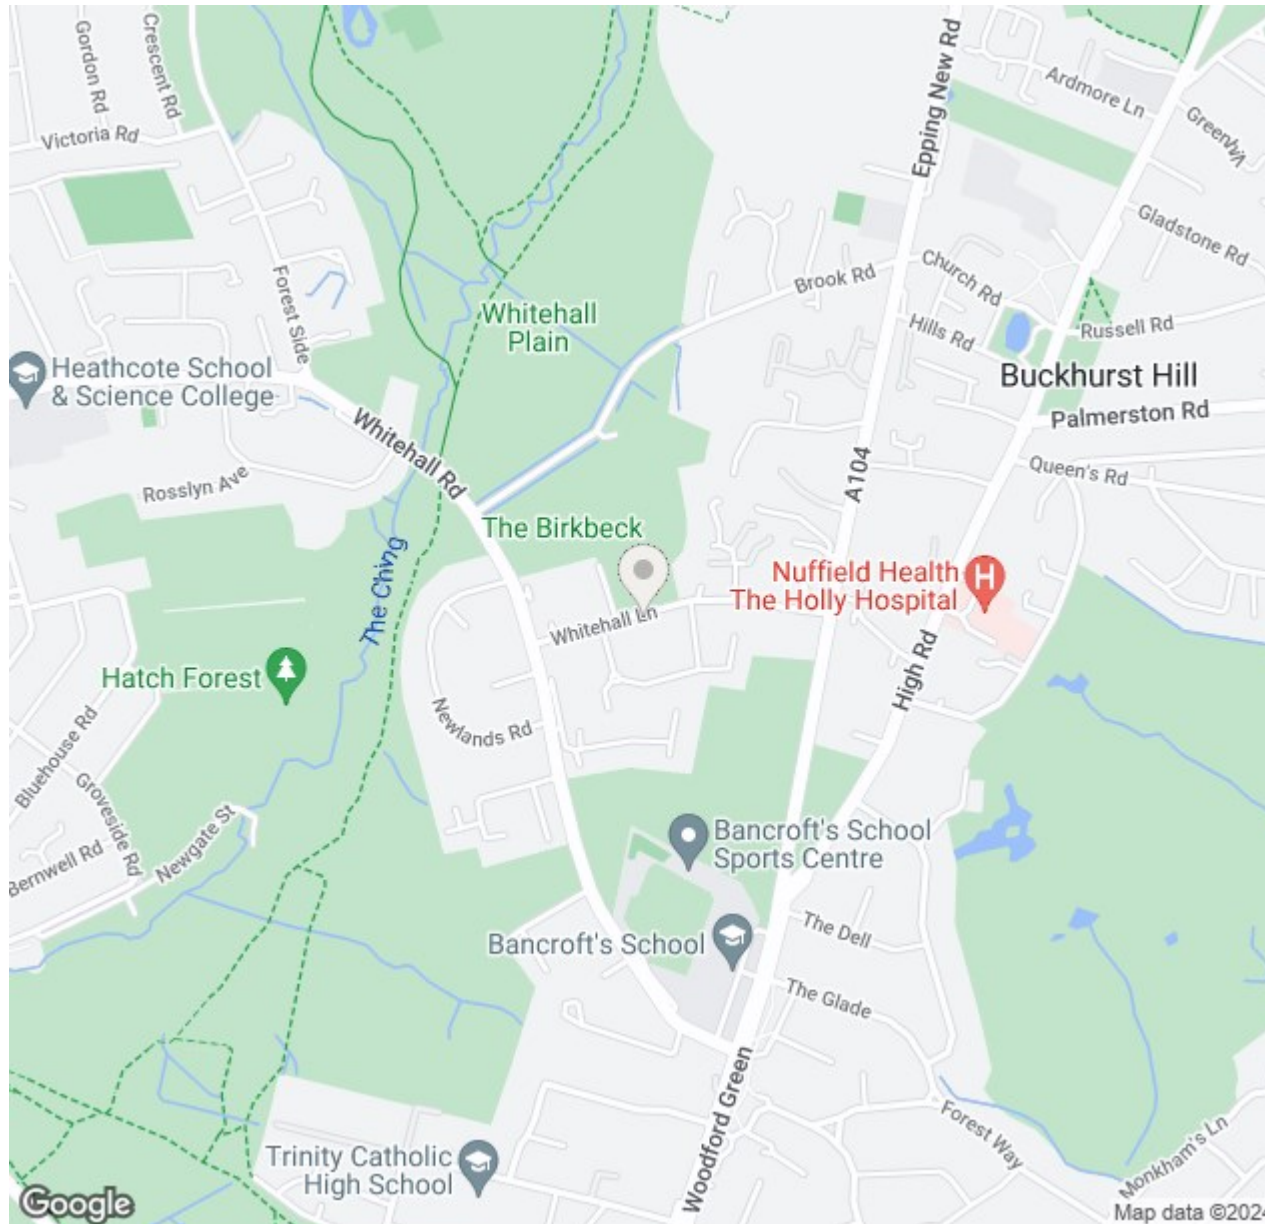 Gordon Rd
Crescent Rd
Epping New Rd
Ardmore Ln
Victoria Rd
Gladstone Rd
Forest Side
Brook Rd
Church Rd
Whitehall
Plain
Hills Rd
Russell Rd
Heathcote School
& Science College
Buckhurst Hill
Palmerston Rd
Whitehall Rd
Queen's Rd
Rosslyn Ave
A104
The Birkbeck
The Ching
Nuffield Health
The Holly Hospital
H
Whitehall Ln
Hatch Forest
High Rd
Newlands Rd
Bluehouse Rd
Groveside Rd
Newgate St
Bernwell Rd
Bancroft's School
Sports Centre
Bancroft's School
The Dell
The Glade
Woodford Green
Forest Way
Trinity Catholic
High School
Monkham's Ln
Google
Map data ©2024